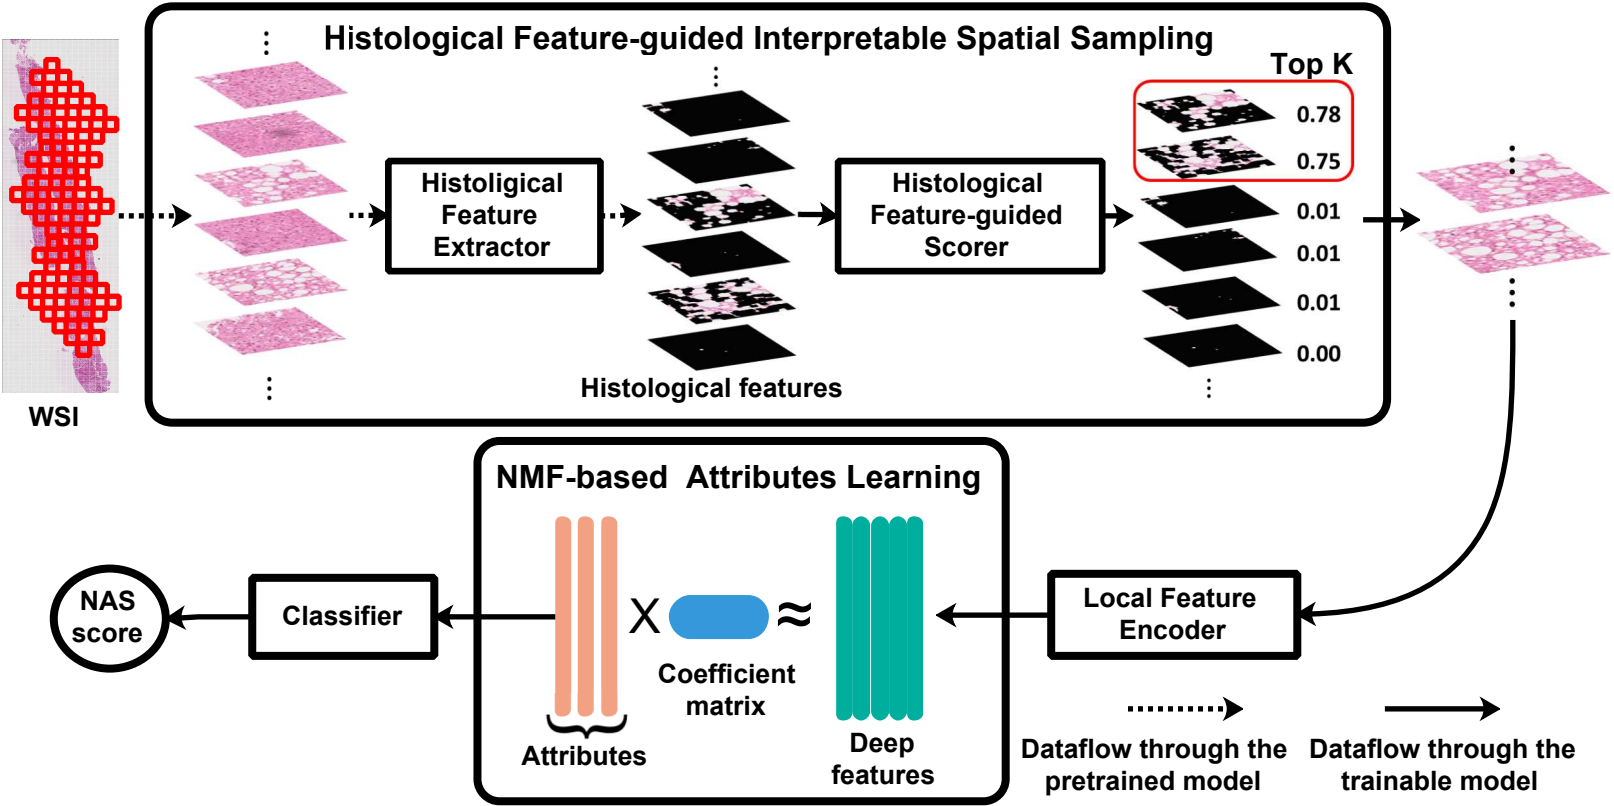 Histological Feature-guided Interpretable Spatial Sampling
Top K
0.78
0.75
0.01
0.01
0.01
0.00
Histoligical
Feature
Extractor
Histological
Feature-guided
Scorer
Histological features
WSI
NMF-based Attributes Learning
NAS
score
Classifier
X
≈
Coefficient
matrix
Attributes
Deep
features
Local Feature
Encoder
Dataflow through the
pretrained model
Dataflow through the
trainable model